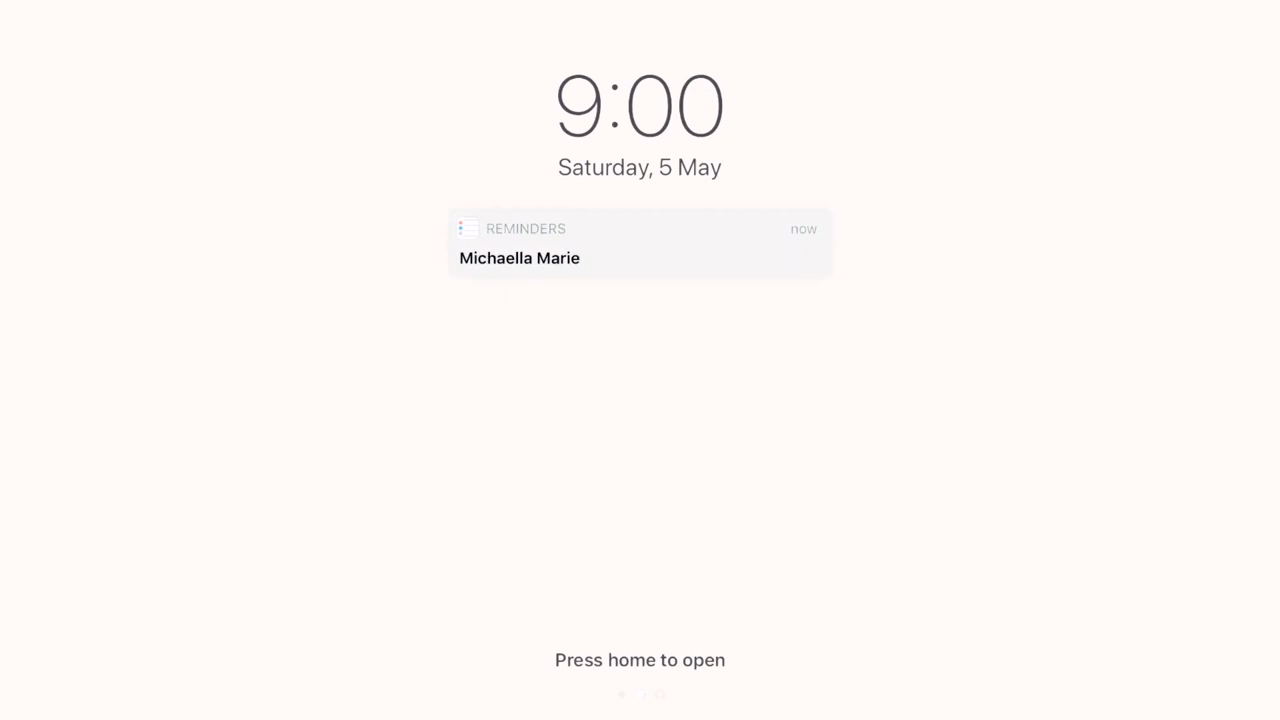 9:00
Saturday, 5 May
REMINDERS now
Michaella Marie
Press home to open